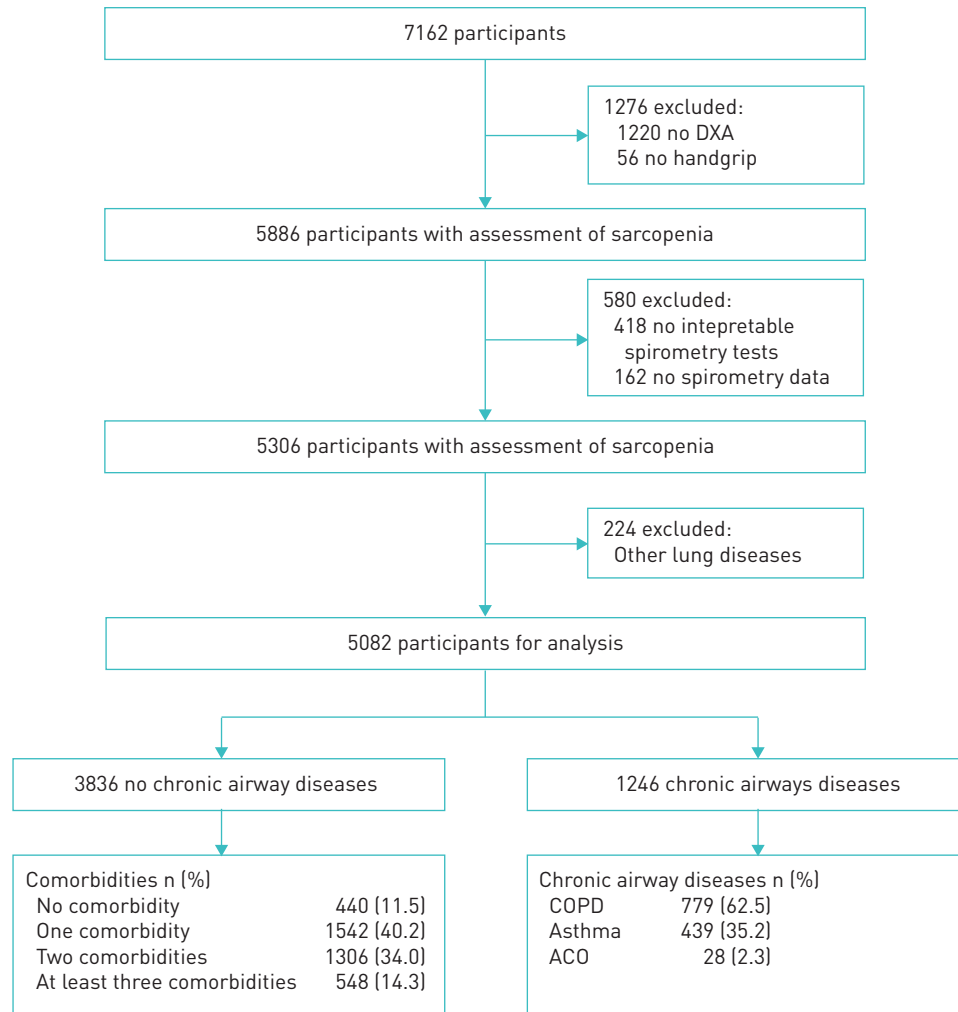 7162 participants
1276 excluded:
1220 no DXA
56 no handgrip
5886 participants with assessment of sarcopenia
580 excluded:
418 no intepretable
spirometry tests
162 no spirometry data
5306 participants with assessment of sarcopenia
224 excluded:
Other lung diseases
5082 participants for analysis
3836 no chronic airway diseases
1246 chronic airways diseases
Comorbidities n (%)
No comorbidity 440 (11.5)
One comorbidity 1542 (40.2)
Two comorbidities 1306 (34.0)
At least three comorbidities 548 (14.3)
Chronic airway diseases n (%)
COPD 779 (62.5)
Asthma 439 (35.2)
ACO 28 (2.3)